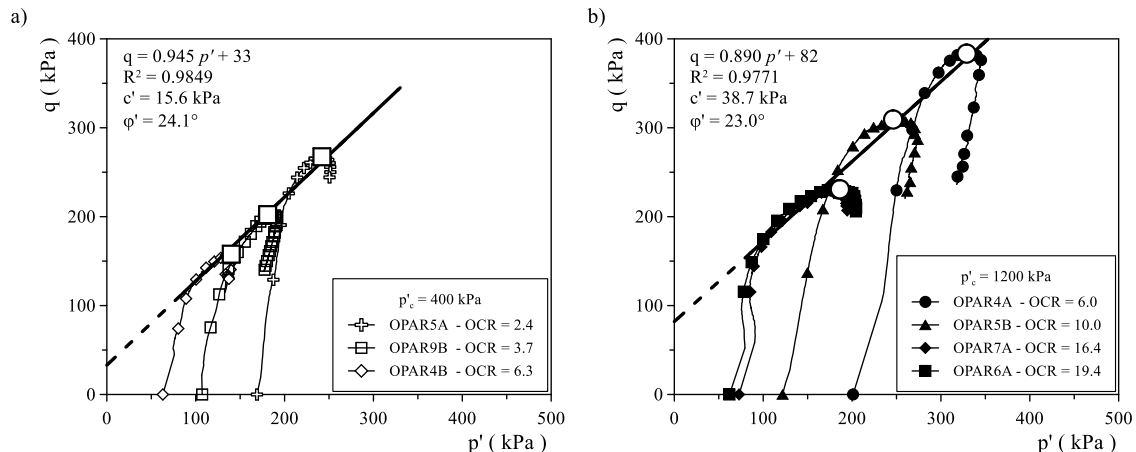 a)
q = 0.945 p' + 33
R² = 0.9849
c' = 15.6 kPa
φ' = 24.1°
q ( kPa)
400
300
200
100
0
0 100 200 300 400 500
p' ( kPa)
p'c = 400 kPa
OPAR5A - OCR = 2.4
OPAR9B - OCR = 3.7
OPAR4B - OCR = 6.3
b)
q = 0.890 p' + 82
R² = 0.9771
c' = 38.7 kPa
φ' = 23.0°
q ( kPa)
400
300
200
100
0
0 100 200 300 400 500
p' ( kPa)
p'c = 1200 kPa
OPAR4A - OCR = 6.0
OPAR5B - OCR = 10.0
OPAR7A - OCR = 16.4
OPAR6A - OCR = 19.4